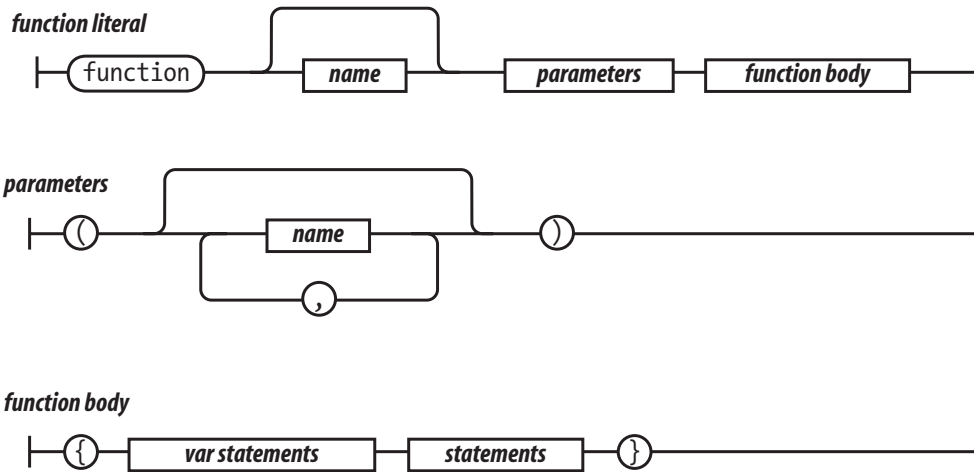 function literal
function name parameters function body
parameters
( name )
,
function body
{ var statements statements }